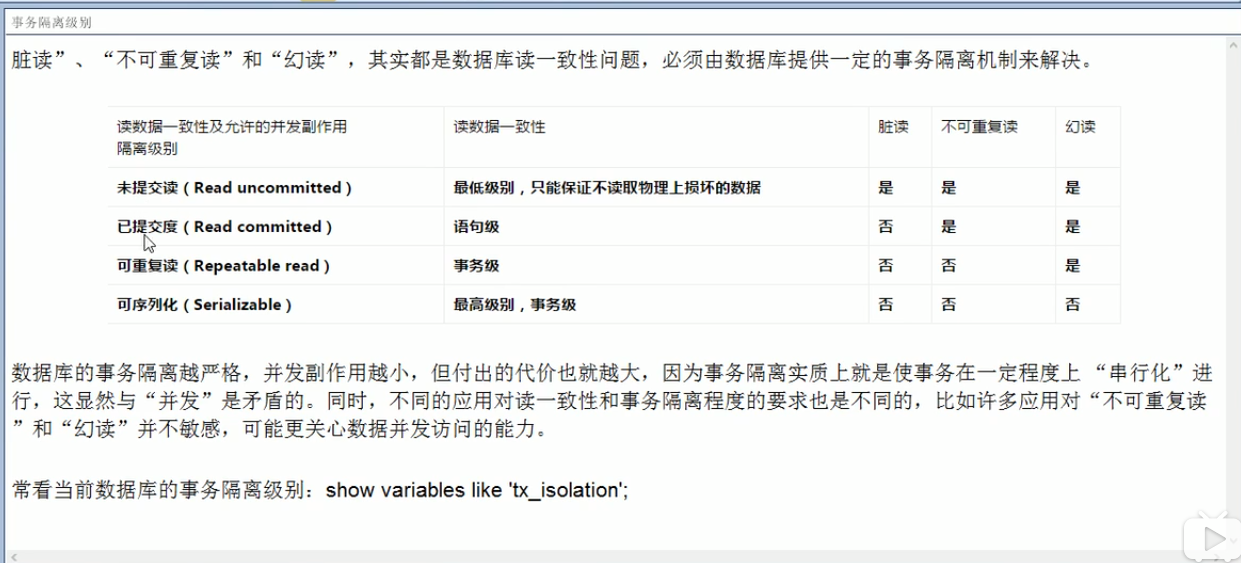 事务隔离级别
脏读”、“不可重复读”和“幻读”，其实都是数据库读一致性问题，必须由数据库提供一定的事务隔离机制来解决。
读数据一致性及允许的并发副作用 读数据一致性 脏读 不可重复读 幻读
隔离级别
未提交读（Read uncommitted） 最低级别，只能保证不读取物理上损坏的数据 是 是 是
已提交度（Read committed） 语句级 否 是 是
可重复读（Repeatable read） 事务级 否 否 是
可序列化（Serializable） 最高级别，事务级 否 否 否
数据库的事务隔离越严格，并发副作用越小，但付出的代价也就越大，因为事务隔离实质上就是使事务在一定程度上 “串行化”进
行，这显然与“并发”是矛盾的。同时，不同的应用对读一致性和事务隔离程度的要求也是不同的，比如许多应用对“不可重复读
”和“幻读”并不敏感，可能更关心数据并发访问的能力。
常看当前数据库的事务隔离级别：show variables like 'tx_isolation';